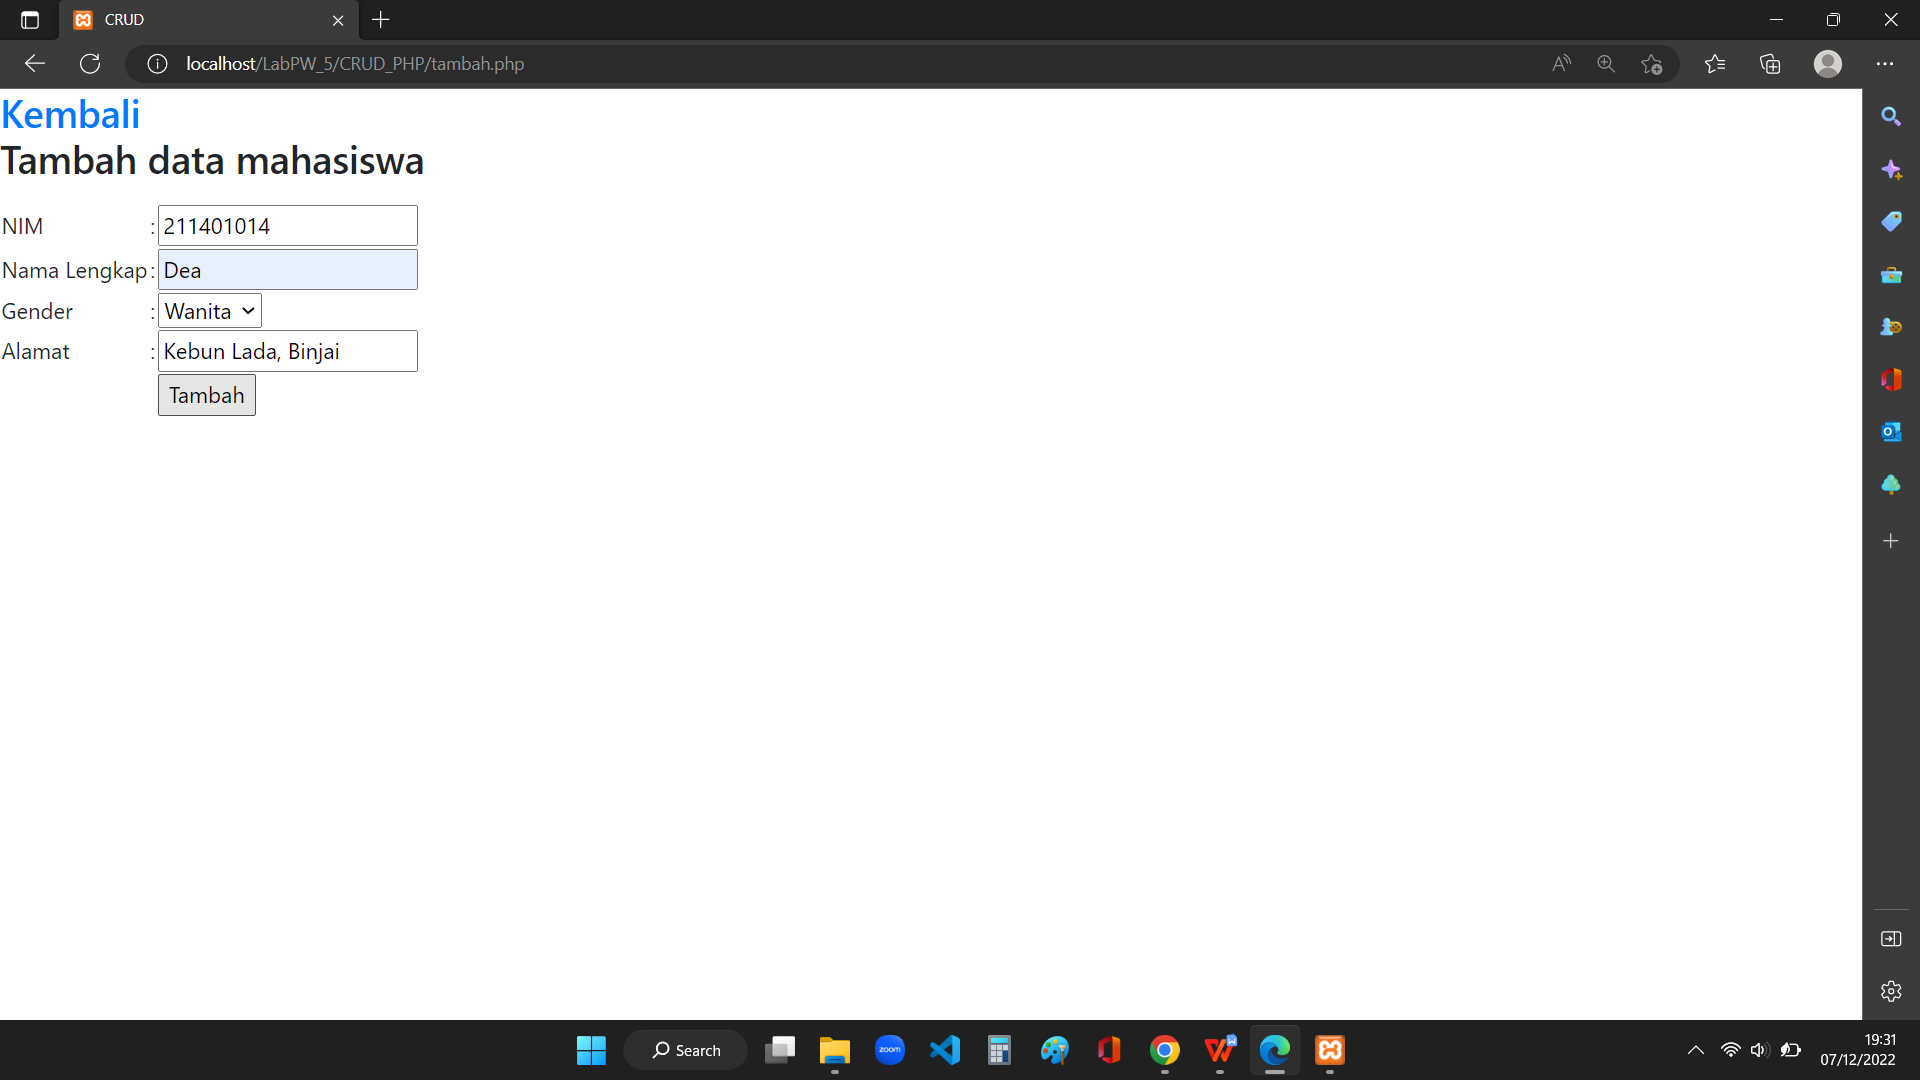 CRUD
localhost/LabPW_5/CRUD_PHP/tambah.php
Kembali
Tambah data mahasiswa
NIM : 211401014
Nama Lengkap : Dea
Gender : Wanita
Alamat : Kebun Lada, Binjai
Tambah
Search
zoom
19:31
07/12/2022